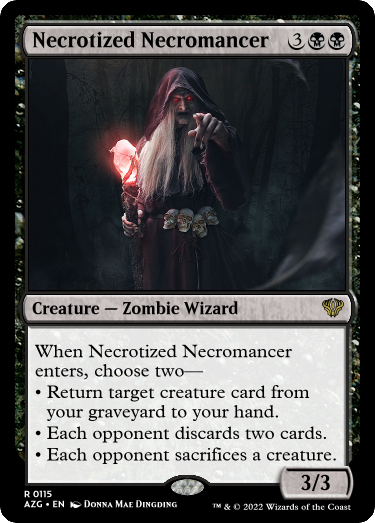 Necrotized Necromancer 3
Creature — Zombie Wizard
When Necrotized Necromancer
enters, choose two—
• Return target creature card from
your graveyard to your hand.
• Each opponent discards two cards.
• Each opponent sacrifices a creature.
3/3
R 0115
AZG • EN Donna Mae Dingding
™ & © 2022 Wizards of the Coast